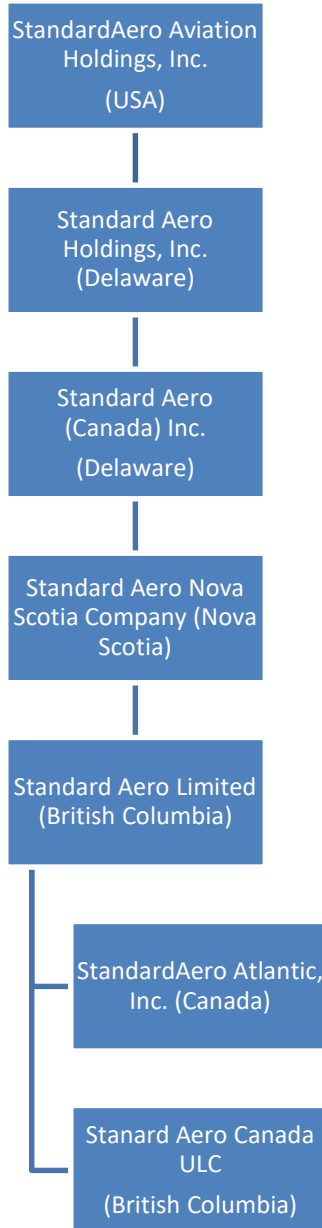 StandardAero Aviation
Holdings, Inc.
(USA)
Standard Aero
Holdings, Inc.
(Delaware)
Standard Aero
(Canada) Inc.
(Delaware)
Standard Aero Nova
Scotia Company (Nova
Scotia)
Standard Aero Limited
(British Columbia)
StandardAero Atlantic,
Inc. (Canada)
Stanard Aero Canada
ULC
(British Columbia)